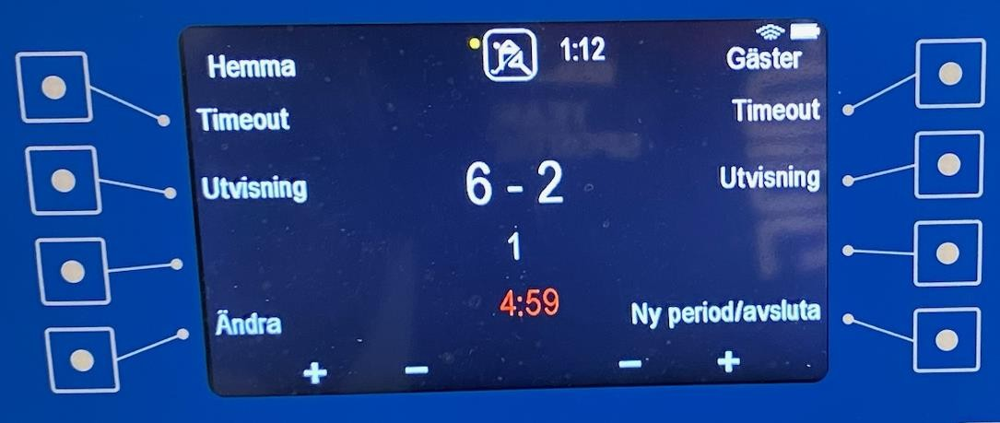 1:12
Hemma
Gäster
Timeout
Timeout
Utvisning
6 - 2
Utvisning
1
4:59
Ändra
Ny period/avsluta
+ - - +